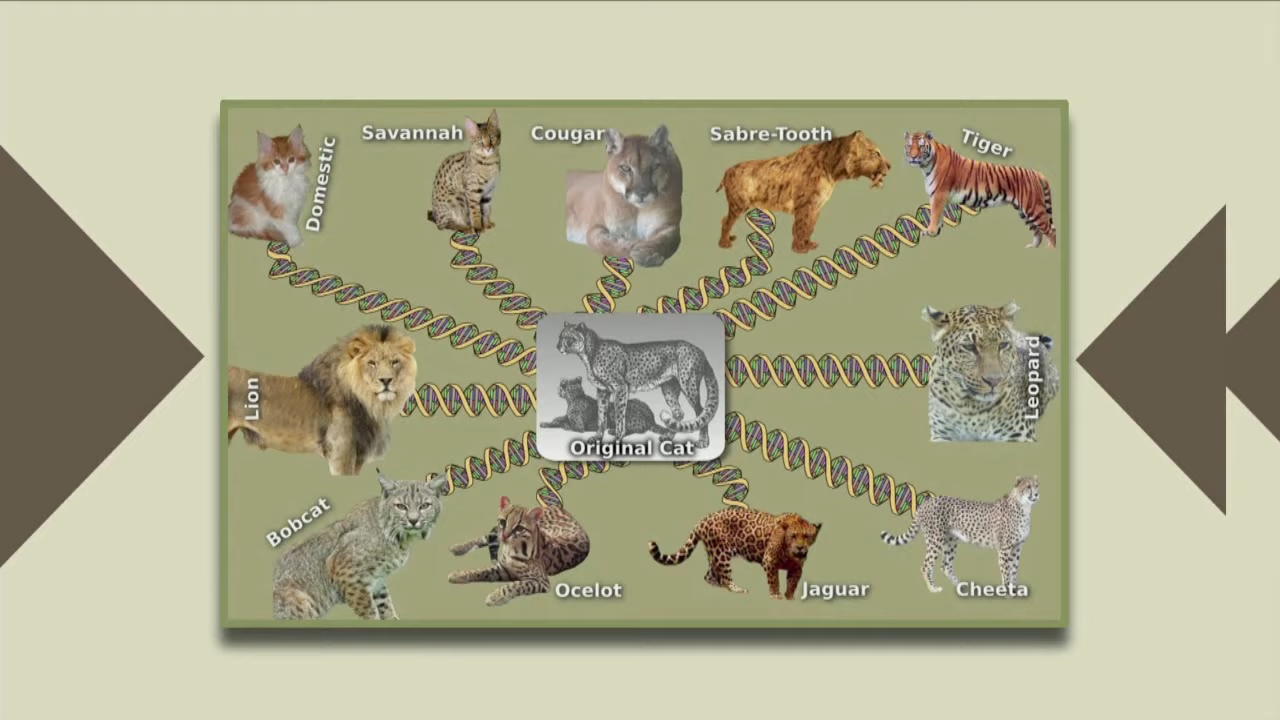 Domestic
Savannah
Cougar
Sabre-Tooth
Tiger
Lion
Original Cat
Leopard
Bobcat
Ocelot
Jaguar
Cheeta